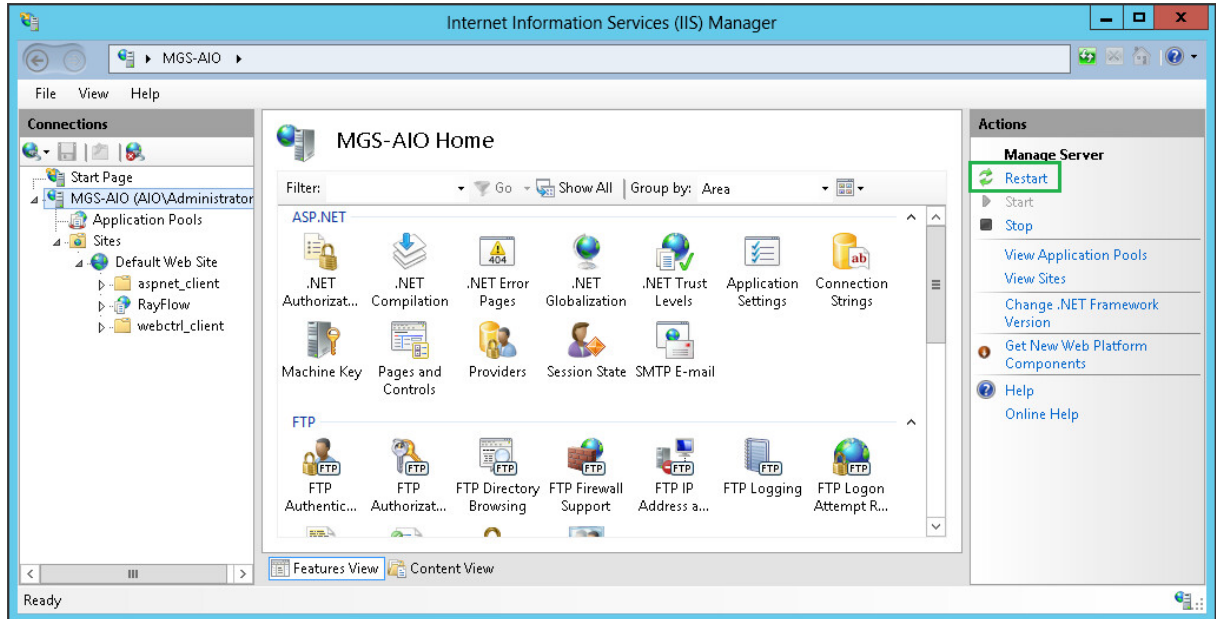 Internet Information Services (IIS) Manager
MGS-AIO
File View Help
Connections
Start Page
MGS-AIO (AIO\Administrator
Application Pools
Sites
Default Web Site
aspnet_client
RayFlow
webctrl_client
MGS-AIO Home
Filter: Go Show All Group by: Area
ASP.NET
.NET Authorizat...
.NET Compilation
404
.NET Error Pages
.NET Globalization
.NET Trust Levels
Application Settings
ab
Connection Strings
Machine Key
Pages and Controls
Providers
Session State
SMTP E-mail
FTP
FTP
FTP Authentic...
FTP
FTP Authorizat...
FTP
FTP Directory Browsing
FTP
FTP Firewall Support
FTP
FTP IP Address a...
FTP
FTP Logging
FTP
FTP Logon Attempt R...
Features View Content View
Actions
Manage Server
Restart
Start
Stop
View Application Pools
View Sites
Change .NET Framework
Version
Get New Web Platform
Components
Help
Online Help
Ready